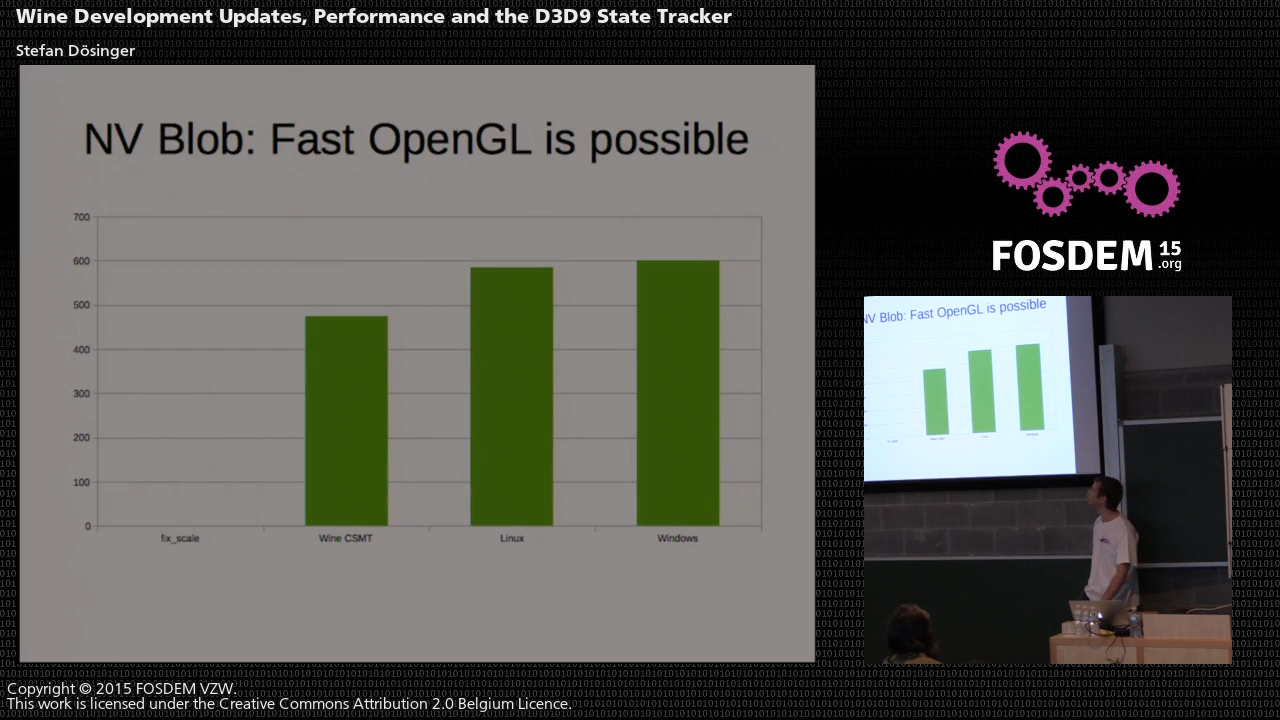 Wine Development Updates, Performance and the D3D9 State Tracker
Stefan Dösinger
NV Blob: Fast OpenGL is possible
700
600
500
400
300
200
100
0
fix_scale
Wine CSMT
Linux
Windows
FOSDEM 15
.org
NV Blob: Fast OpenGL is possible
Copyright © 2015 FOSDEM VZW.
This work is licensed under the Creative Commons Attribution 2.0 Belgium Licence.